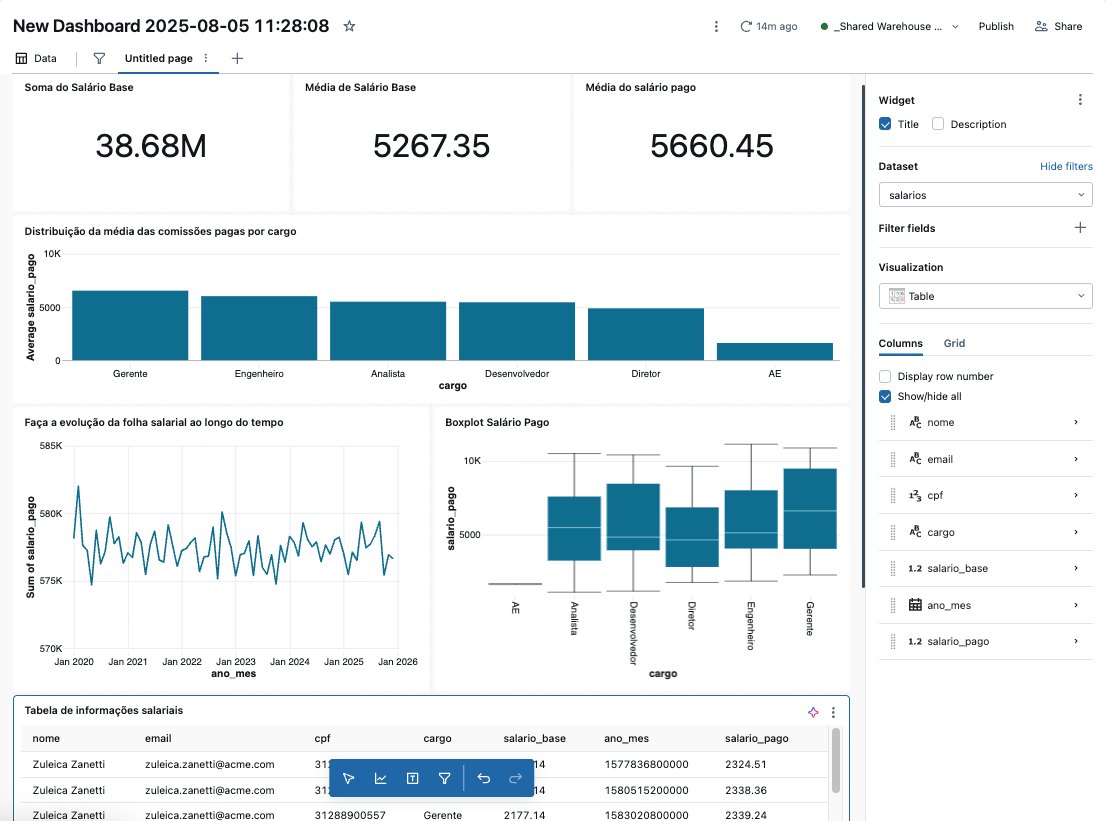 New Dashboard 2025-08-05 11:28:08
14m ago
_Shared Warehouse ...
Publish
Share
Data
Untitled page
Soma do Salário Base
38.68M
Média de Salário Base
5267.35
Média do salário pago
5660.45
Distribuição da média das comissões pagas por cargo
Average salario_pago
10K
5000
0
Gerente
Engenheiro
Analista
Desenvolvedor
Diretor
AE
cargo
Faça a evolução da folha salarial ao longo do tempo
Sum of salario_pago
585K
580K
575K
570K
Jan 2020
Jan 2021
Jan 2022
Jan 2023
Jan 2024
Jan 2025
Jan 2026
ano_mes
Boxplot Salário Pago
salario_pago
10K
5000
AE
Analista
Desenvolvedor
Diretor
Engenheiro
Gerente
cargo
Tabela de informações salariais
nome email cpf cargo salario_base ano_mes salario_pago
Zuleica Zanetti zuleica.zanetti@acme.com 1577836800000 2324.51
Zuleica Zanetti zuleica.zanetti@acme.com 1580515200000 2338.36
Zuleica Zanetti zuleica.zanetti@acme.com 31288900557 Gerente 2177.14 1583020800000 2339.24
Widget
Title
Description
Dataset
Hide filters
salarios
Filter fields
Visualization
Table
Columns
Grid
Display row number
Show/hide all
nome
email
cpf
cargo
1.2 salario_base
ano_mes
1.2 salario_pago